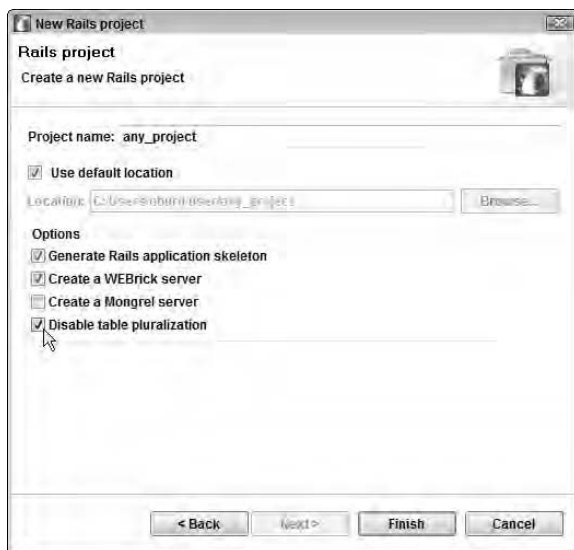 New Rails project
Rails project
Create a new Rails project
Project name: any_project
Use default location
Location: C:\Users\
Browse...
Options
Generate Rails application skeleton
Create a WEBrick server
Create a Mongrel server
Disable table pluralization
< Back Next > Finish Cancel